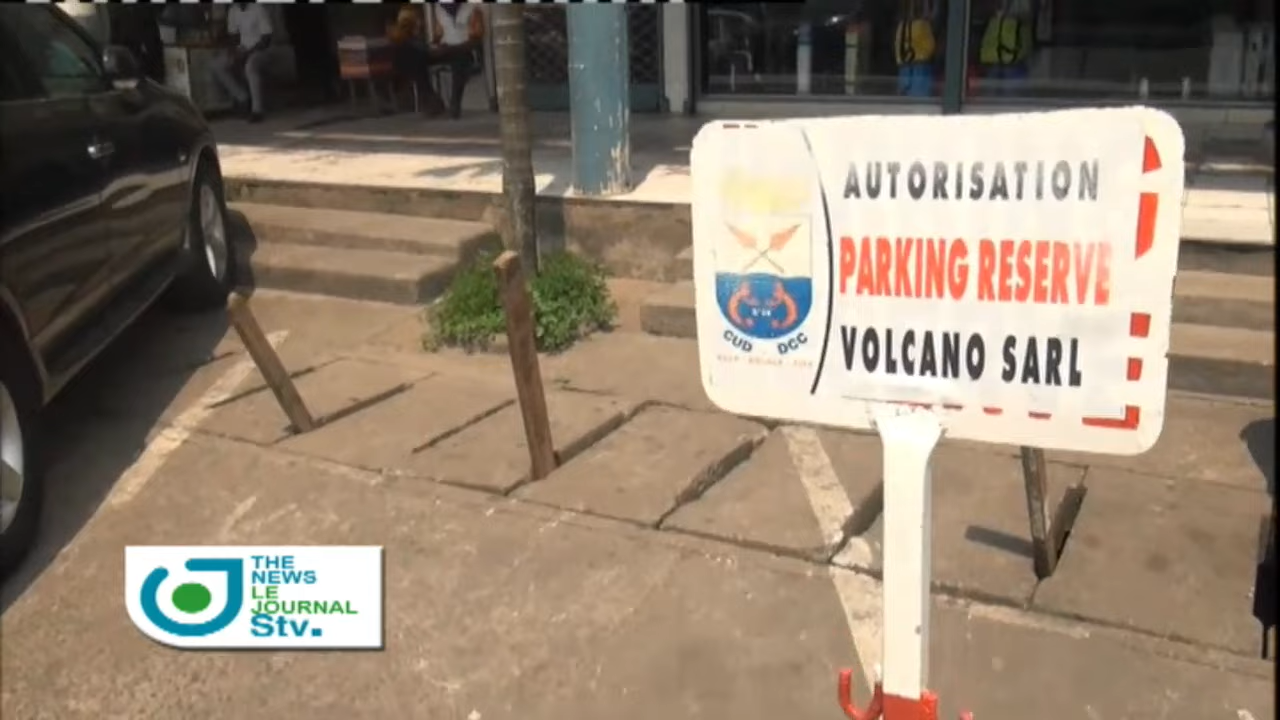 AUTORISATION
PARKING RESERVE
VOLCANO SARL
CUD DCC
THE
NEWS
LE
JOURNAL
Stv.